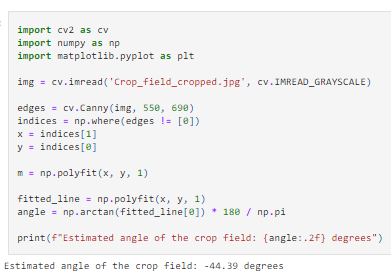 import cv2 as cv
import numpy as np
import matplotlib.pyplot as plt
img = cv.imread('Crop_field_cropped.jpg', cv.IMREAD_GRAYSCALE)
edges = cv.Canny(img, 550, 690)
indices = np.where(edges != [0])
x = indices[1]
y = indices[0]
m = np.polyfit(x, y, 1)
fitted_line = np.polyfit(x, y, 1)
angle = np.arctan(fitted_line[0]) * 180 / np.pi
print(f"Estimated angle of the crop field: {angle:.2f} degrees")
Estimated angle of the crop field: -44.39 degrees